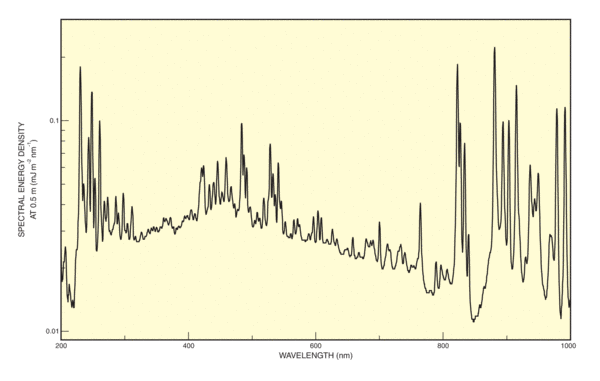 SPECTRAL ENERGY DENSITY
AT 0.5 m (mJ m⁻² nm⁻¹)
0.1
0.01
200
400
600
800
1000
WAVELENGTH (nm)